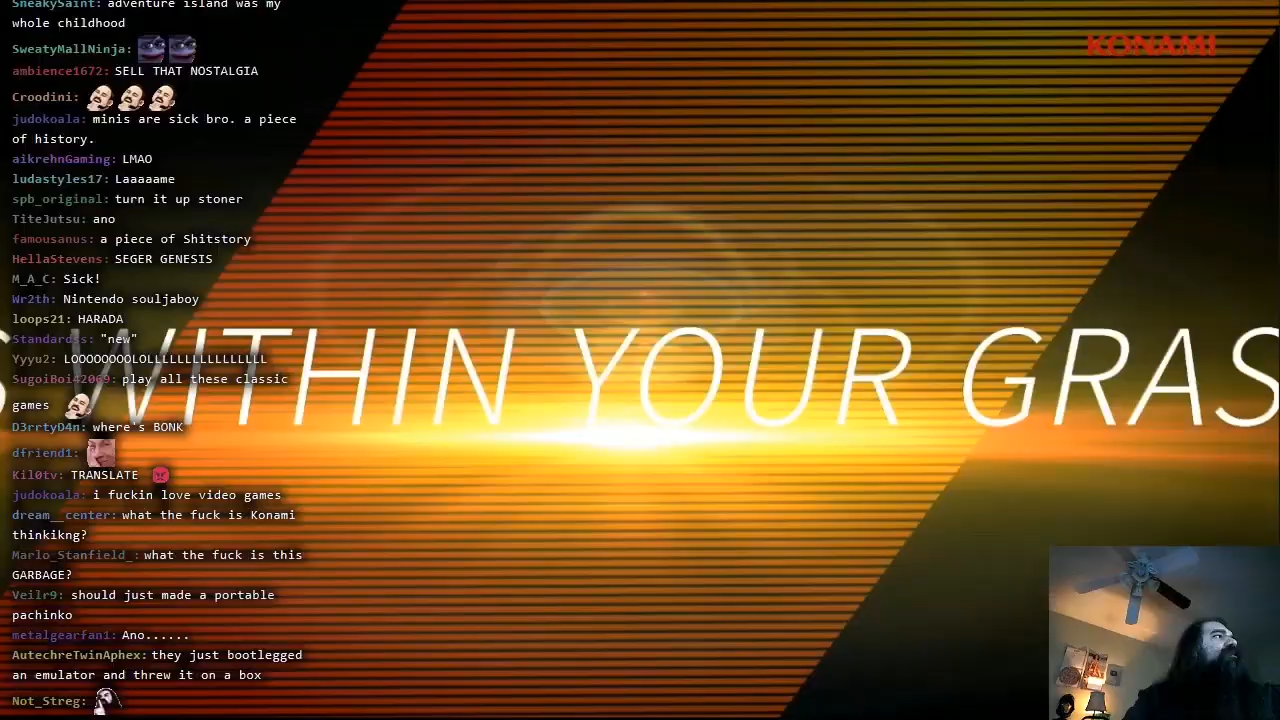 SneakySaint: adventure island was my
whole childhood
KONAMI
SweatyMallNinja:
ambience1672: SELL THAT NOSTALGIA
Croodini:
judokoala: minis are sick bro. a piece
of history.
aikrehnGaming: LMAO
ludastyles17: Laaaaame
spb_original: turn it up stoner
TiteJutsu: ano
famousanus: a piece of Shitstory
HellaStevens: SEGER GENESIS
M_A_C: Sick!
Wr2th: Nintendo souljaboy
loops21: HARADA
Standardss: "new"
S WITHIN YOUR GRAS
Yyyu2: LOOOOOOOOLOLLLLLLLLLLLLLLLL
SugoiBoi42069: play all these classic
games
D3rrtyD4n: where's BONK
dfriend1:
Kil0tv: TRANSLATE
judokoala: i fuckin love video games
dream__center: what the fuck is Konami
thinkikng?
Marlo_Stanfield_: what the fuck is this
GARBAGE?
Veilr9: should just made a portable
pachinko
metalgearfan1: Ano......
AutechreTwinAphex: they just bootlegged
an emulator and threw it on a box
Not_Streg: